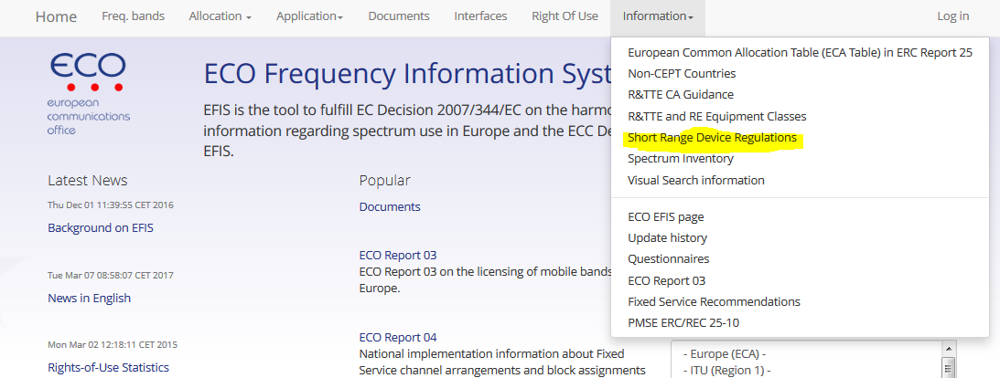 Home Freq. bands Allocation Application Documents Interfaces Right Of Use Information Log in
ECO
european
communications
office
ECO Frequency Information Syst
EFIS is the tool to fulfill EC Decision 2007/344/EC on the harmo
information regarding spectrum use in Europe and the ECC De
EFIS.
European Common Allocation Table (ECA Table) in ERC Report 25
Non-CEPT Countries
R&TTE CA Guidance
R&TTE and RE Equipment Classes
Short Range Device Regulations
Spectrum Inventory
Visual Search information
ECO EFIS page
Update history
Questionnaires
ECO Report 03
Fixed Service Recommendations
PMSE ERC/REC 25-10
Latest News
Thu Dec 01 11:39:55 CET 2016
Background on EFIS
Tue Mar 07 08:58:07 CET 2017
News in English
Mon Mar 02 12:18:11 CET 2015
Rights-of-Use Statistics
Popular
Documents
ECO Report 03
ECO Report 03 on the licensing of mobile bands
Europe.
ECO Report 04
National implementation information about Fixed
Service channel arrangements and block assignments
- Europe (ECA) -
- ITU (Region 1) -